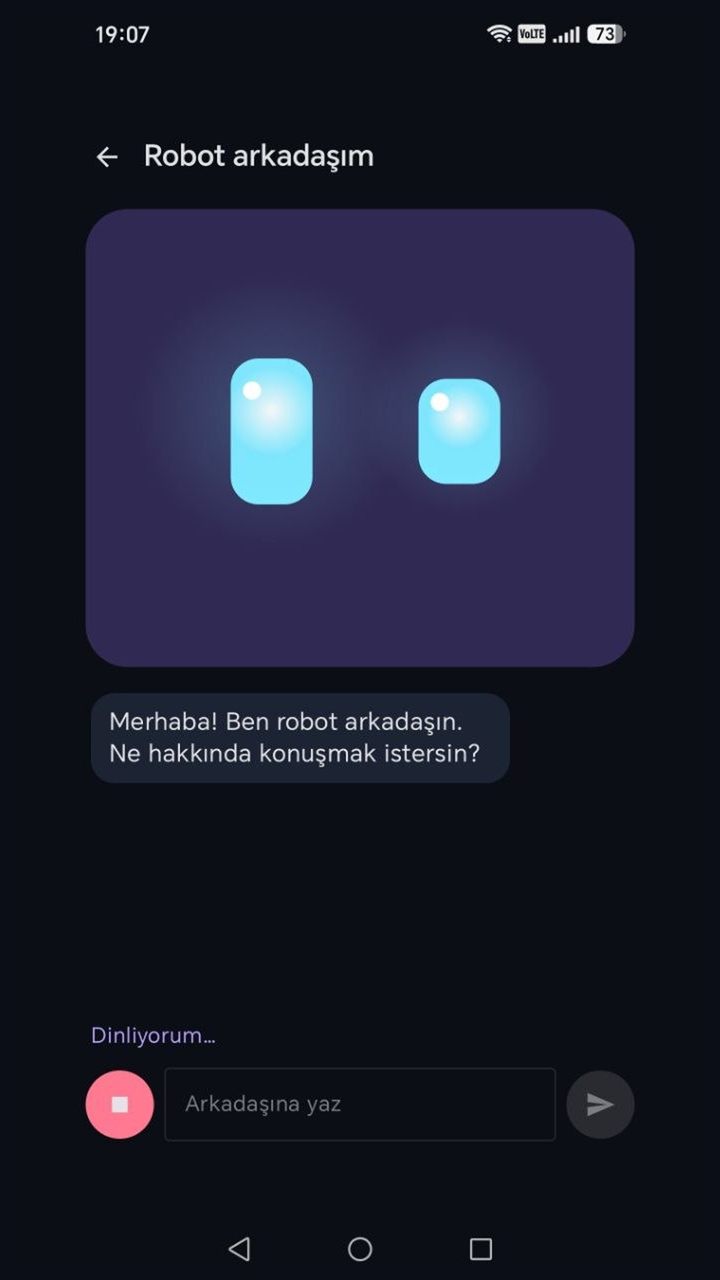 19:07
VoLTE
73
Robot arkadaşım
Merhaba! Ben robot arkadaşın.
Ne hakkında konuşmak istersin?
Dinliyorum...
Arkadaşına yaz